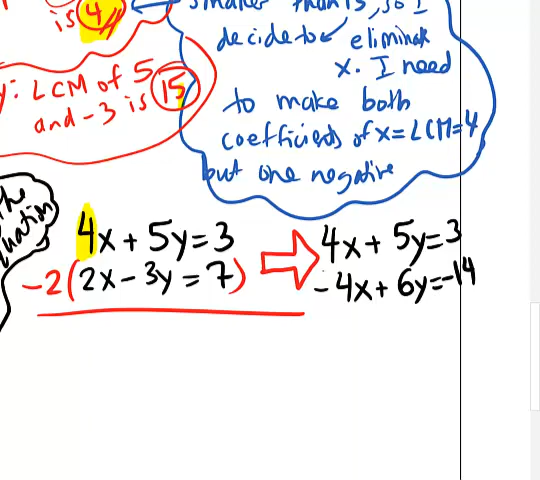 is 4
smaller than 15, so I
decide to eliminate
x. I need
to make both
coefficients of x = LCM = 4
but one negative
y: LCM of 5
and -3 is 15
the
4x + 5y = 3
-2(2x - 3y = 7)
4x + 5y = 3
-4x + 6y = -14